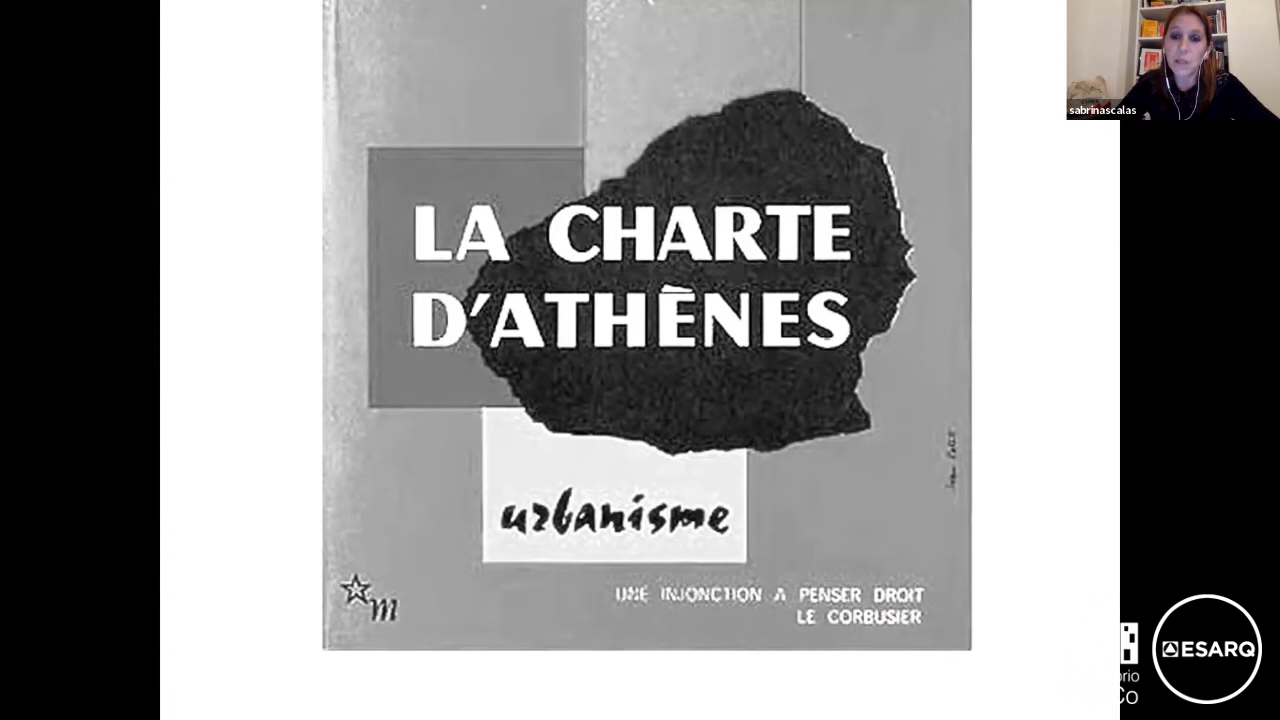 sabrinascalas
LA CHARTE
D'ATHÈNES
urbanisme
UNE INJONCTION A PENSER DROIT
LE CORBUSIER
m
ESARQ